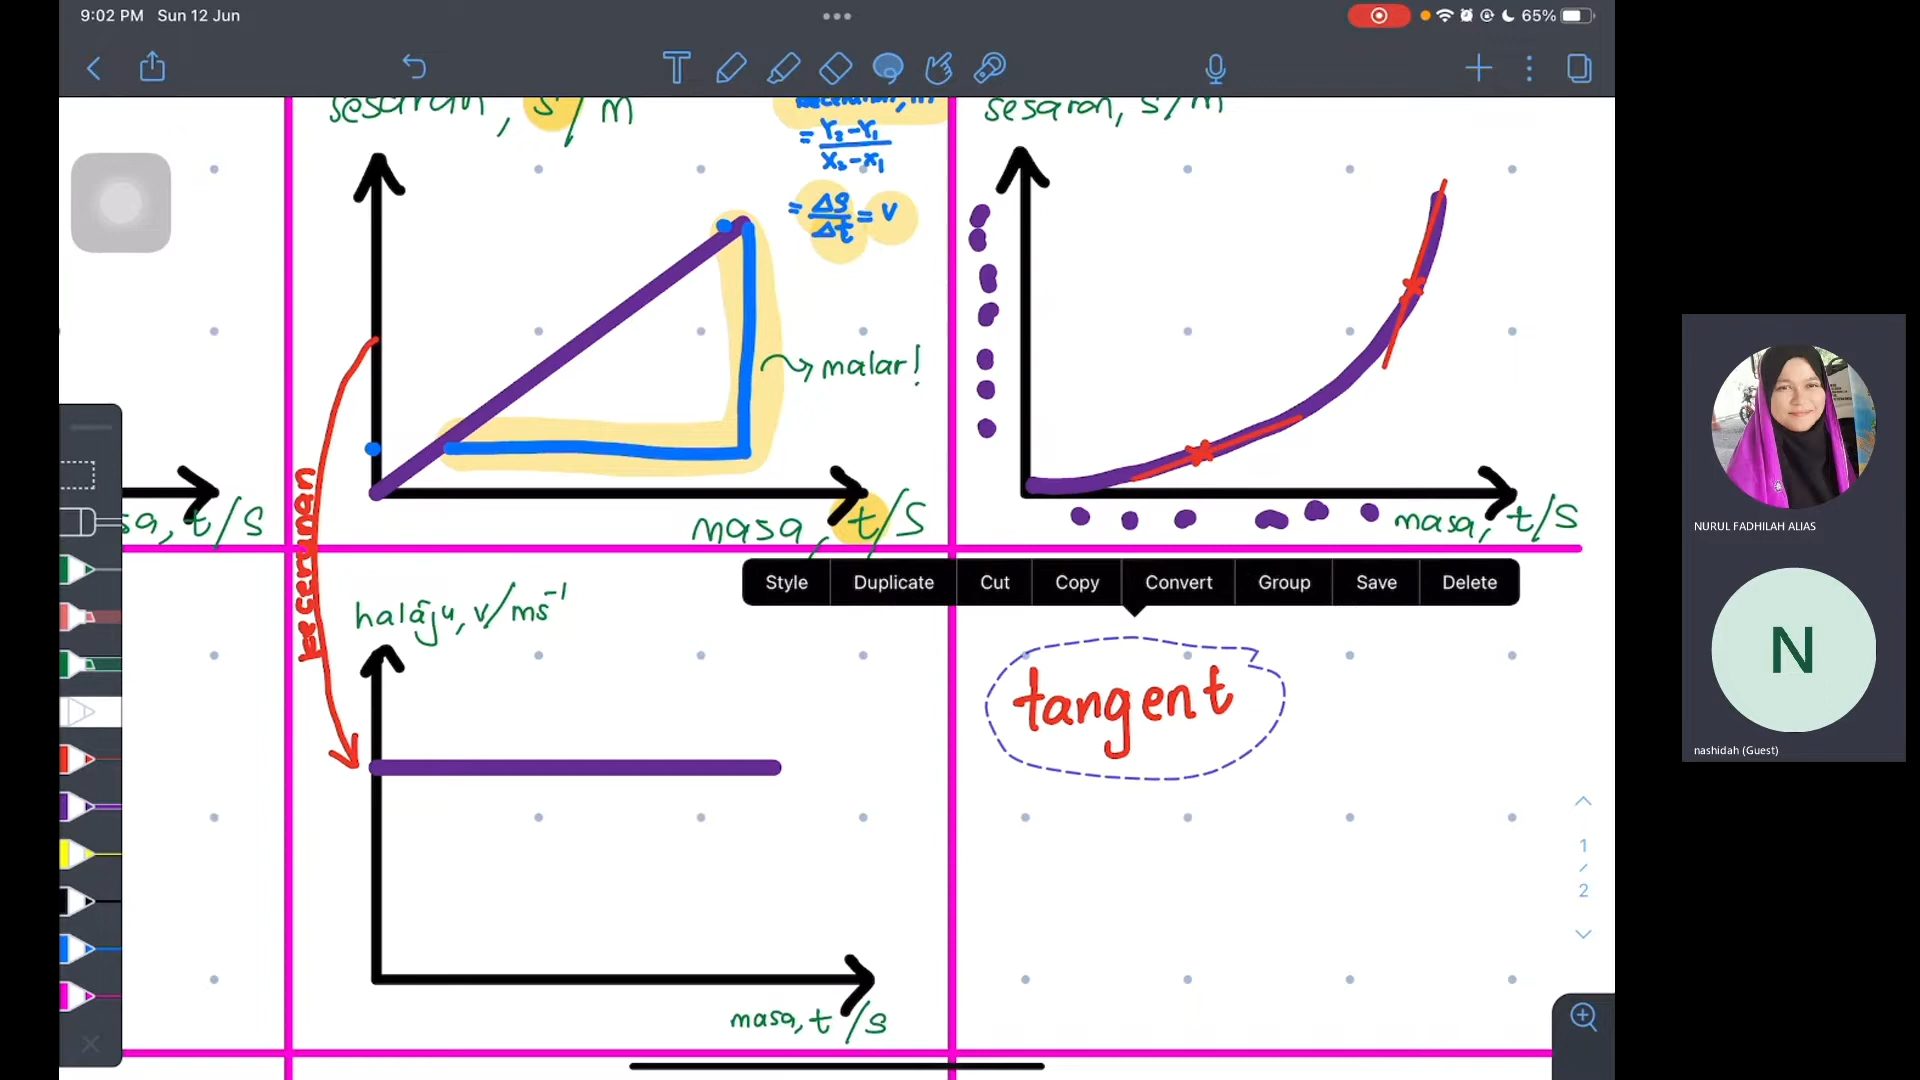 9:02 PM Sun 12 Jun
65%
sesaran, s/m
= Y₂-Y₁
X₂-X₁
= Δs = v
Δt
malar!
masa, t/s
sesaran, s/m
masa, t/s
sa, t/s
kecerunan
Style Duplicate Cut Copy Convert Group Save Delete
halaju, v/ms⁻¹
tangent
masa, t/s
1
/
2
NURUL FADHILAH ALIAS
N
nashidah (Guest)